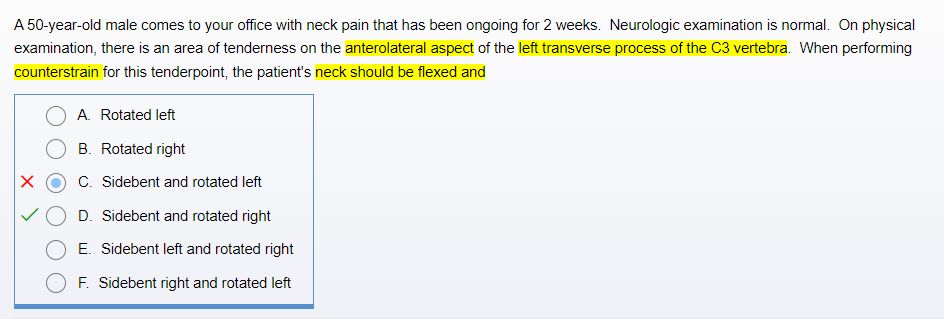 A 50-year-old male comes to your office with neck pain that has been ongoing for 2 weeks.  Neurologic examination is normal.  On physical
examination, there is an area of tenderness on the anterolateral aspect of the left transverse process of the C3 vertebra.  When performing
counterstrain for this tenderpoint, the patient's neck should be flexed and
A.  Rotated left
B.  Rotated right
C.  Sidebent and rotated left
D.  Sidebent and rotated right
E.  Sidebent left and rotated right
F.  Sidebent right and rotated left